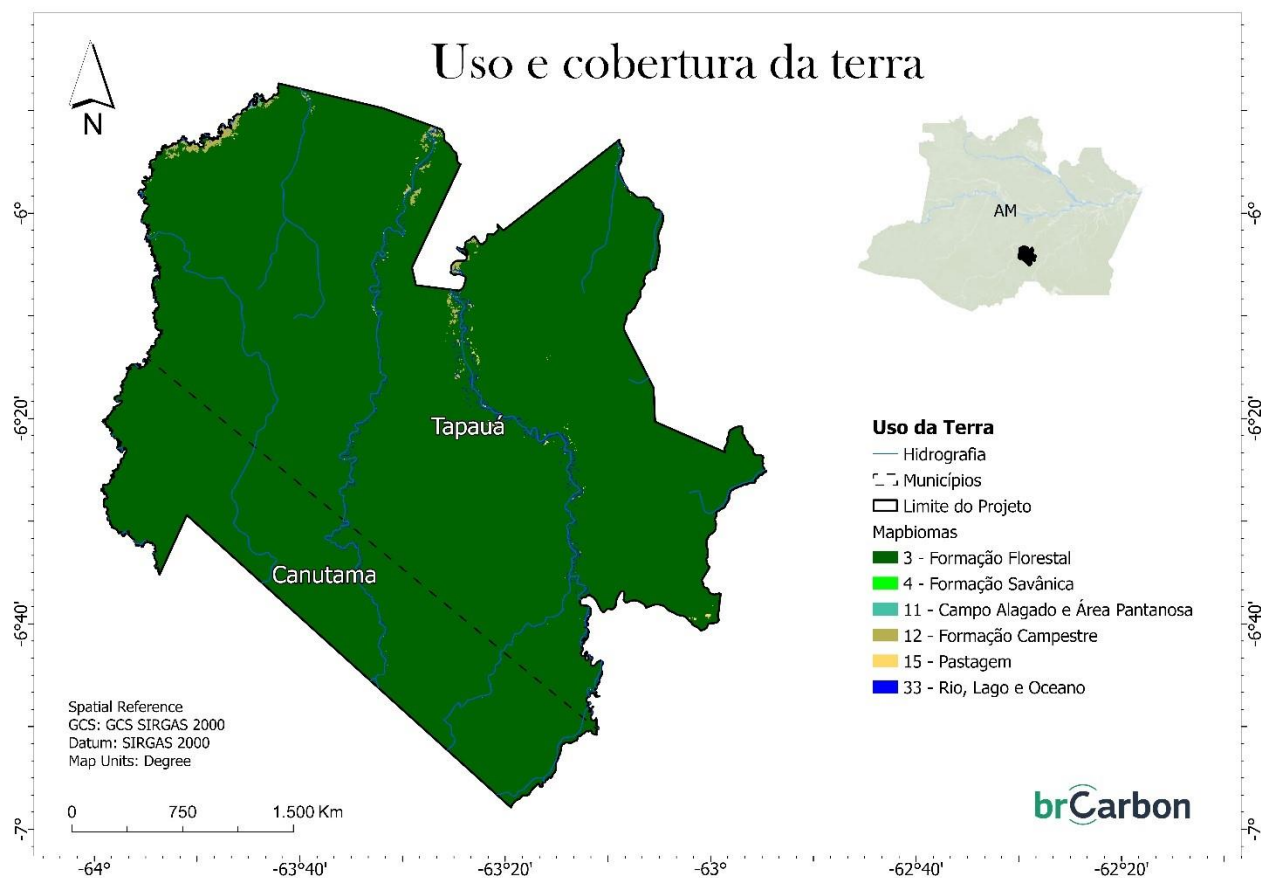 Uso e cobertura da terra
N
AM
-6°
-6°
Tapauá
-6°20'
-6°20'
Uso da Terra
Hidrografia
Municípios
Limite do Projeto
Mapbiomas
3 - Formação Florestal
4 - Formação Savânica
11 - Campo Alagado e Área Pantanosa
12 - Formação Campestre
15 - Pastagem
33 - Rio, Lago e Oceano
Canutama
-6°40'
-6°40'
Spatial Reference
GCS: GCS SIRGAS 2000
Datum: SIRGAS 2000
Map Units: Degree
0 750 1.500 Km
brCarbon
-7°
-7°
-64° -63°40' -63°20' -63° -62°40' -62°20'